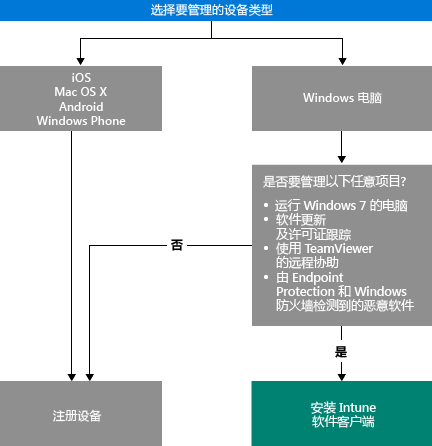 选择要管理的设备类型
iOS
Mac OS X
Android
Windows Phone
Windows 电脑
是否要管理以下任意项目?
• 运行 Windows 7 的电脑
• 软件更新
及许可证跟踪
• 使用 TeamViewer
的远程协助
• 由 Endpoint
Protection 和 Windows
防火墙检测到的恶意软件
否
是
注册设备
安装 Intune
软件客户端